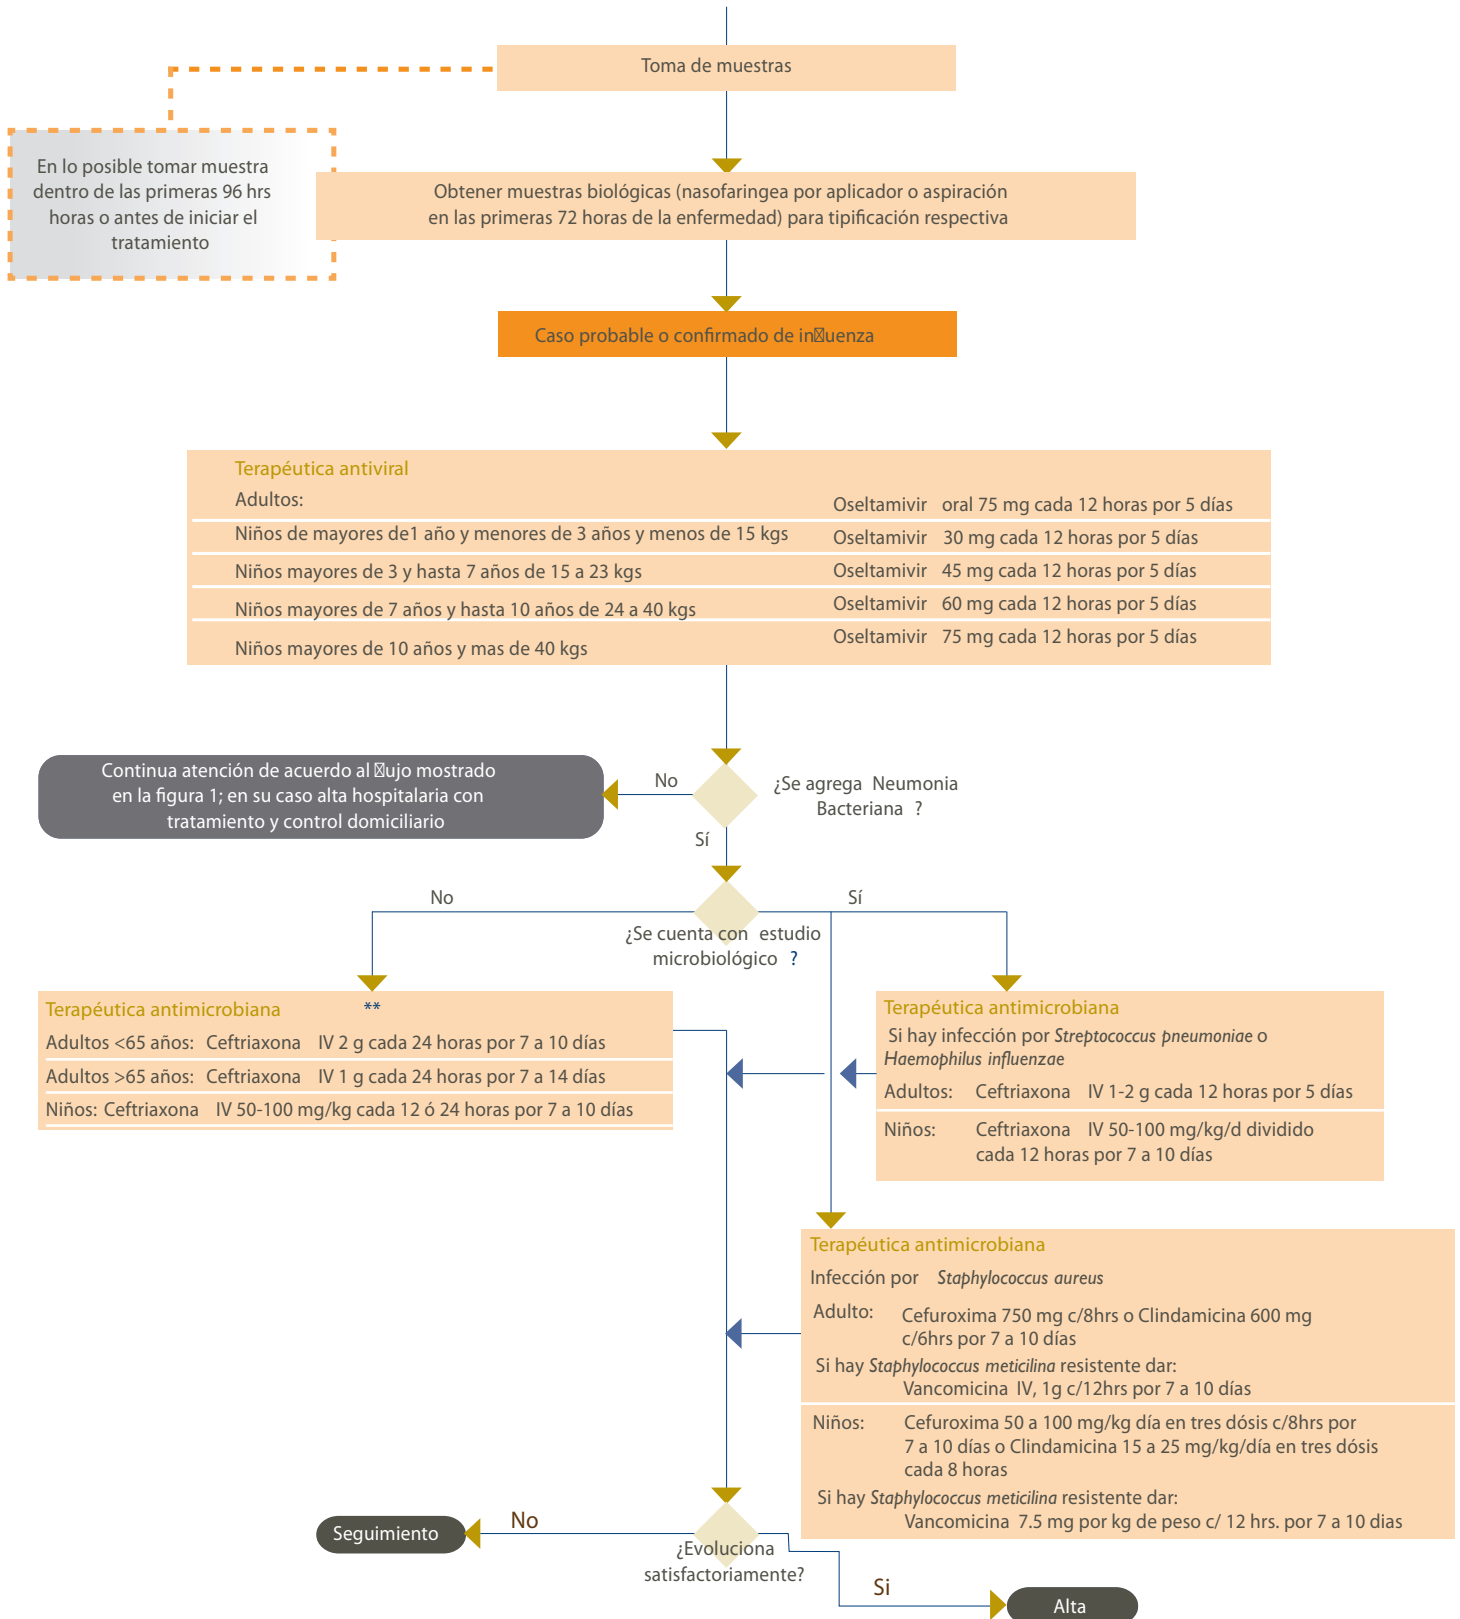 Toma de muestras
En lo posible tomar muestra
dentro de las primeras 96 hrs
horas o antes de iniciar el
tratamiento
Obtener muestras biológicas (nasofaringea por aplicador o aspiración
en las primeras 72 horas de la enfermedad) para tipificación respectiva
Caso probable o confirmado de in☒uenza
Terapéutica antiviral
Adultos: Oseltamivir oral 75 mg cada 12 horas por 5 días
Niños de mayores de1 año y menores de 3 años y menos de 15 kgs Oseltamivir 30 mg cada 12 horas por 5 días
Niños mayores de 3 y hasta 7 años de 15 a 23 kgs Oseltamivir 45 mg cada 12 horas por 5 días
Niños mayores de 7 años y hasta 10 años de 24 a 40 kgs Oseltamivir 60 mg cada 12 horas por 5 días
Niños mayores de 10 años y mas de 40 kgs Oseltamivir 75 mg cada 12 horas por 5 días
¿Se agrega Neumonia
Bacteriana ?
No
Continua atención de acuerdo al ☒ujo mostrado
en la figura 1; en su caso alta hospitalaria con
tratamiento y control domiciliario
Sí
¿Se cuenta con estudio
microbiológico ?
No
Sí
Terapéutica antimicrobiana **
Adultos <65 años: Ceftriaxona IV 2 g cada 24 horas por 7 a 10 días
Adultos >65 años: Ceftriaxona IV 1 g cada 24 horas por 7 a 14 días
Niños: Ceftriaxona IV 50-100 mg/kg cada 12 ó 24 horas por 7 a 10 días
Terapéutica antimicrobiana
Si hay infección por Streptococcus pneumoniae o
Haemophilus influenzae
Adultos: Ceftriaxona IV 1-2 g cada 12 horas por 5 días
Niños: Ceftriaxona IV 50-100 mg/kg/d dividido
cada 12 horas por 7 a 10 días
Terapéutica antimicrobiana
Infección por Staphylococcus aureus
Adulto: Cefuroxima 750 mg c/8hrs o Clindamicina 600 mg
c/6hrs por 7 a 10 días
Si hay Staphylococcus meticilina resistente dar:
Vancomicina IV, 1g c/12hrs por 7 a 10 días
Niños: Cefuroxima 50 a 100 mg/kg día en tres dósis c/8hrs por
7 a 10 días o Clindamicina 15 a 25 mg/kg/día en tres dósis
cada 8 horas
Si hay Staphylococcus meticilina resistente dar:
Vancomicina 7.5 mg por kg de peso c/ 12 hrs. por 7 a 10 dias
¿Evoluciona
satisfactoriamente?
No
Seguimiento
Si
Alta